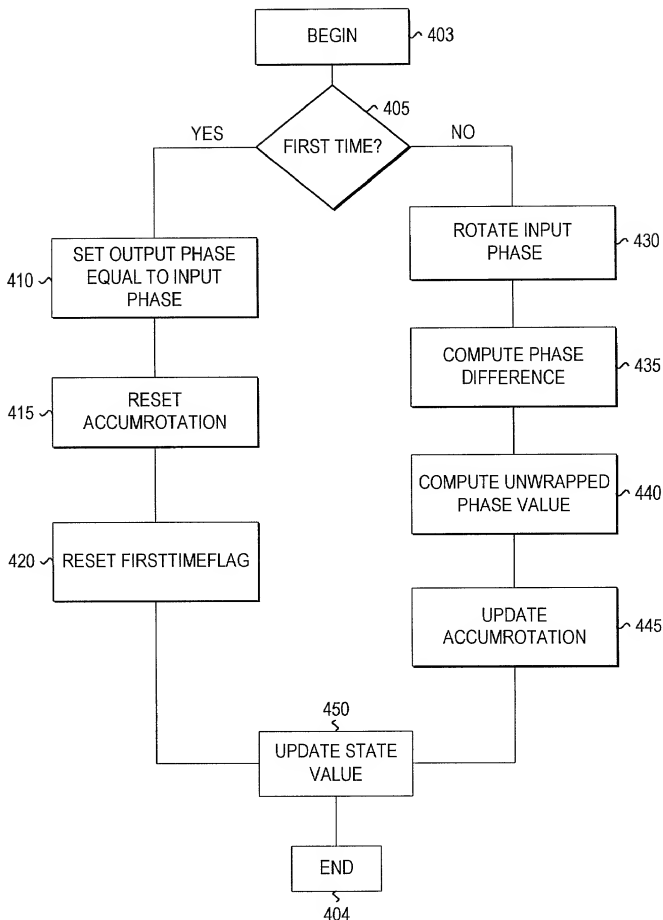 BEGIN
403
405
FIRST TIME?
YES
NO
410
SET OUTPUT PHASE
EQUAL TO INPUT
PHASE
415
RESET
ACCUMROTATION
420
RESET FIRSTTIMEFLAG
ROTATE INPUT
PHASE
430
COMPUTE PHASE
DIFFERENCE
435
COMPUTE UNWRAPPED
PHASE VALUE
440
UPDATE
ACCUMROTATION
445
450
UPDATE STATE
VALUE
END
404